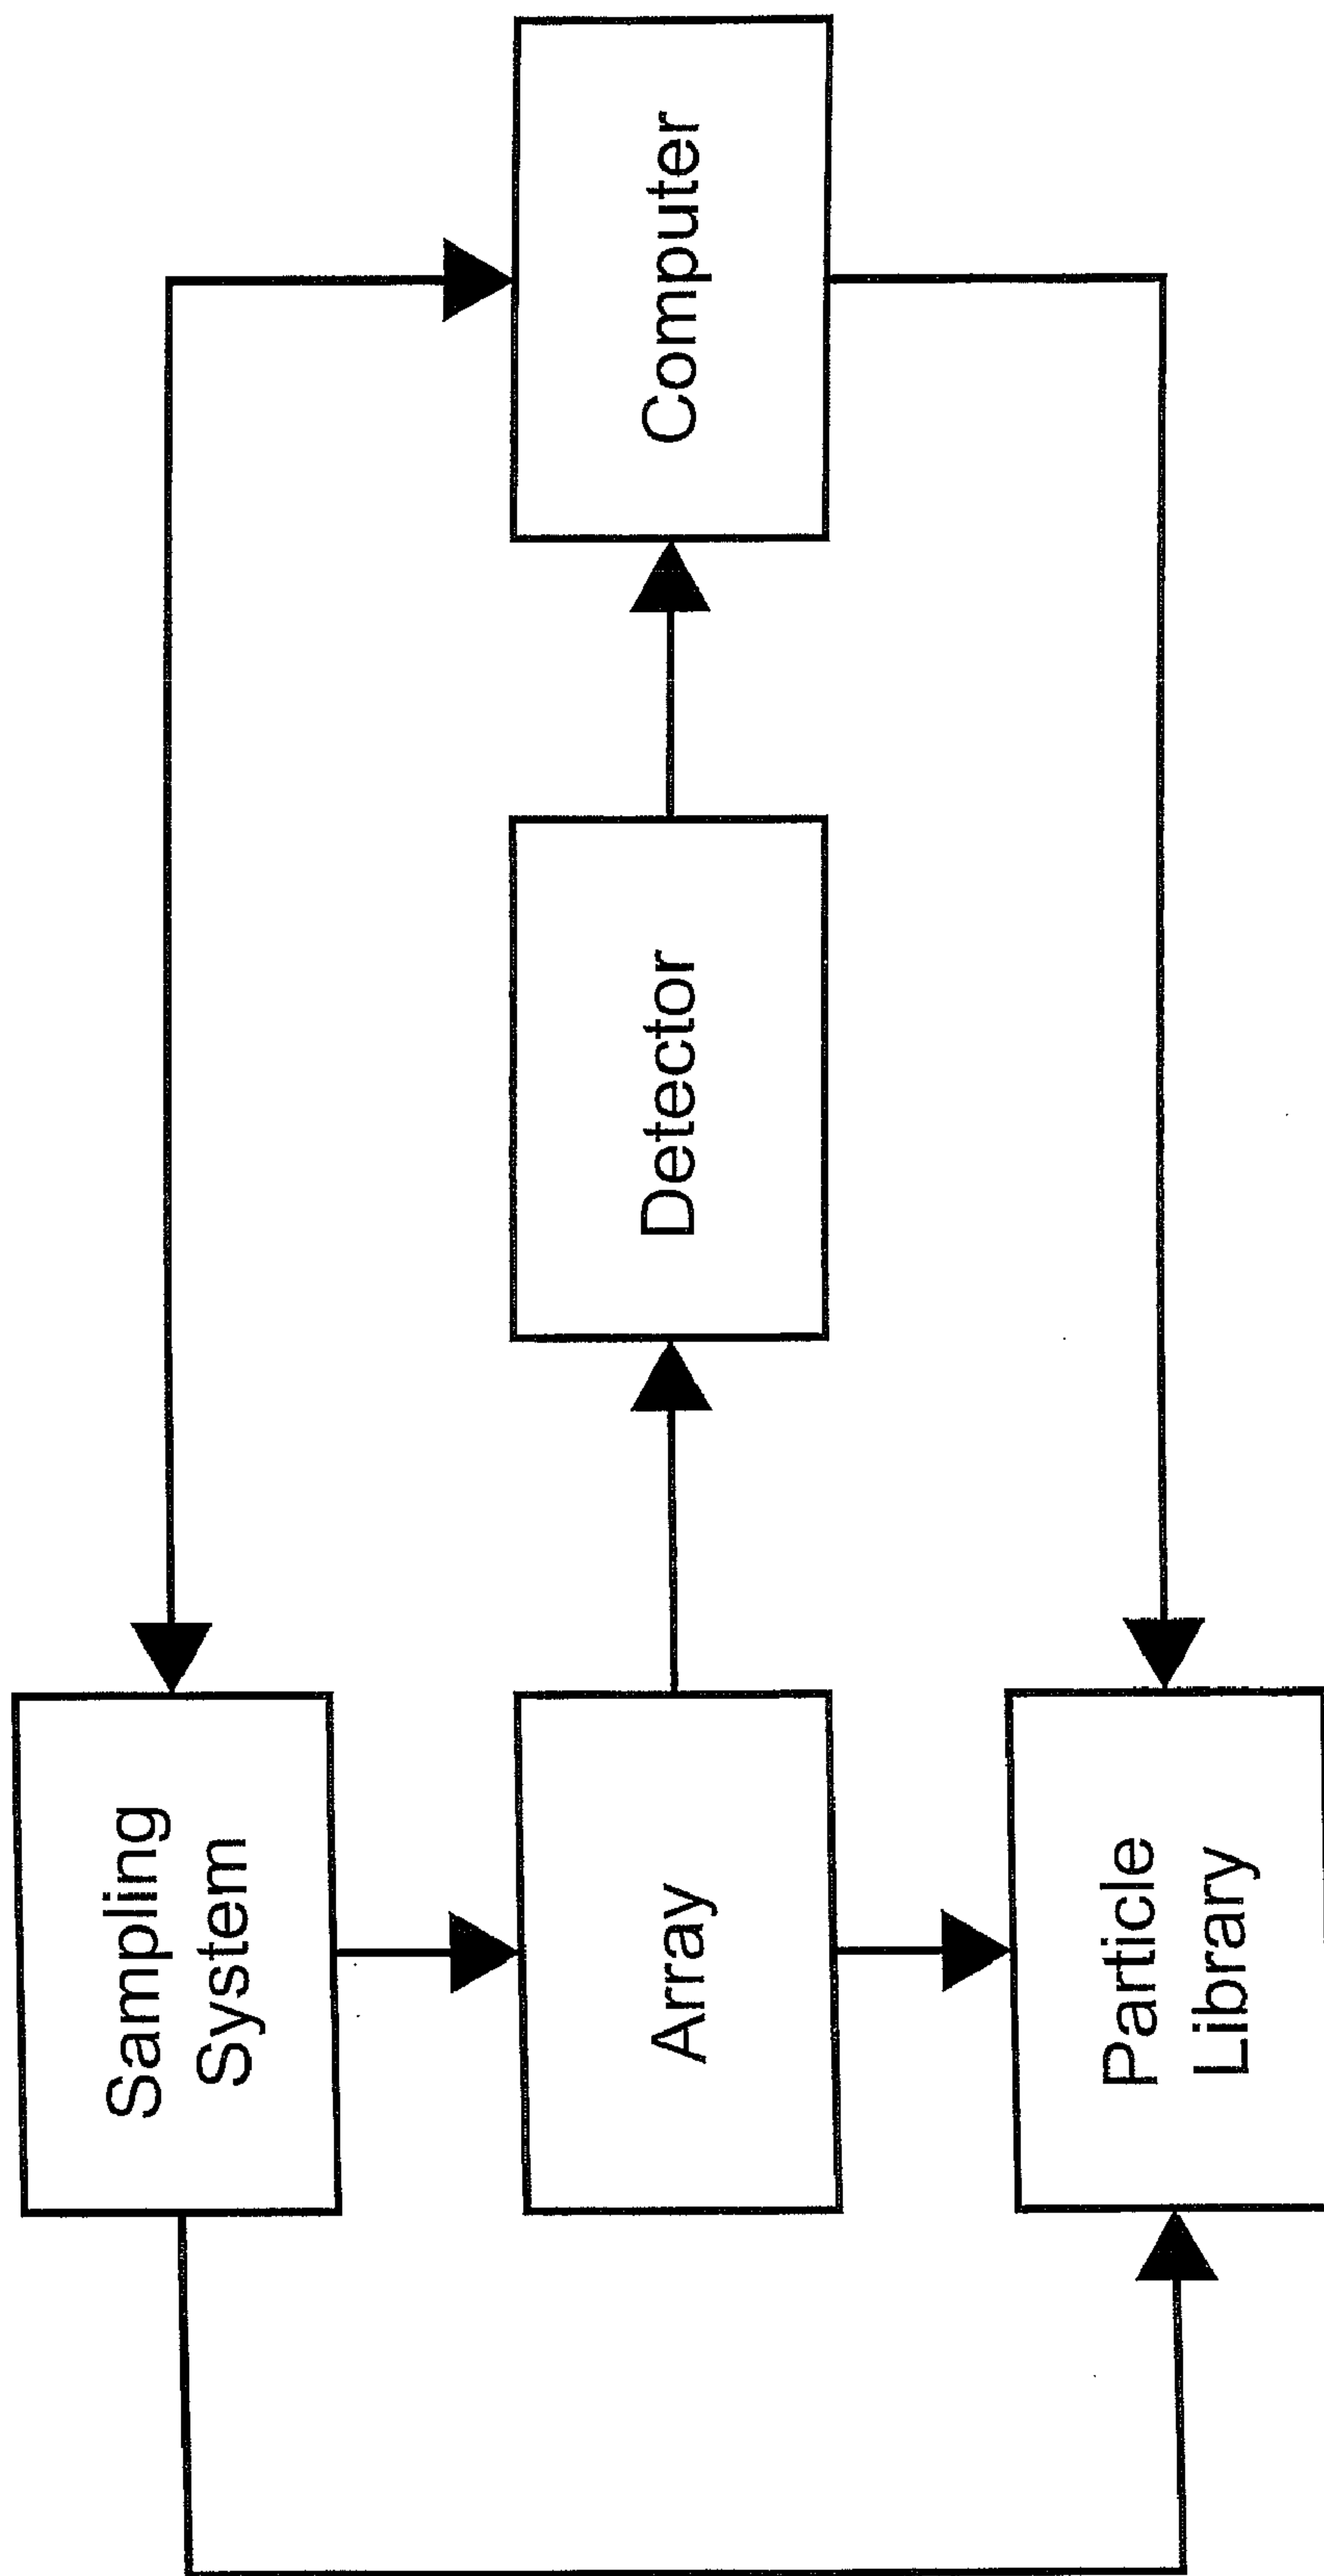 Sampling
System
Array
Particle
Library
Detector
Computer